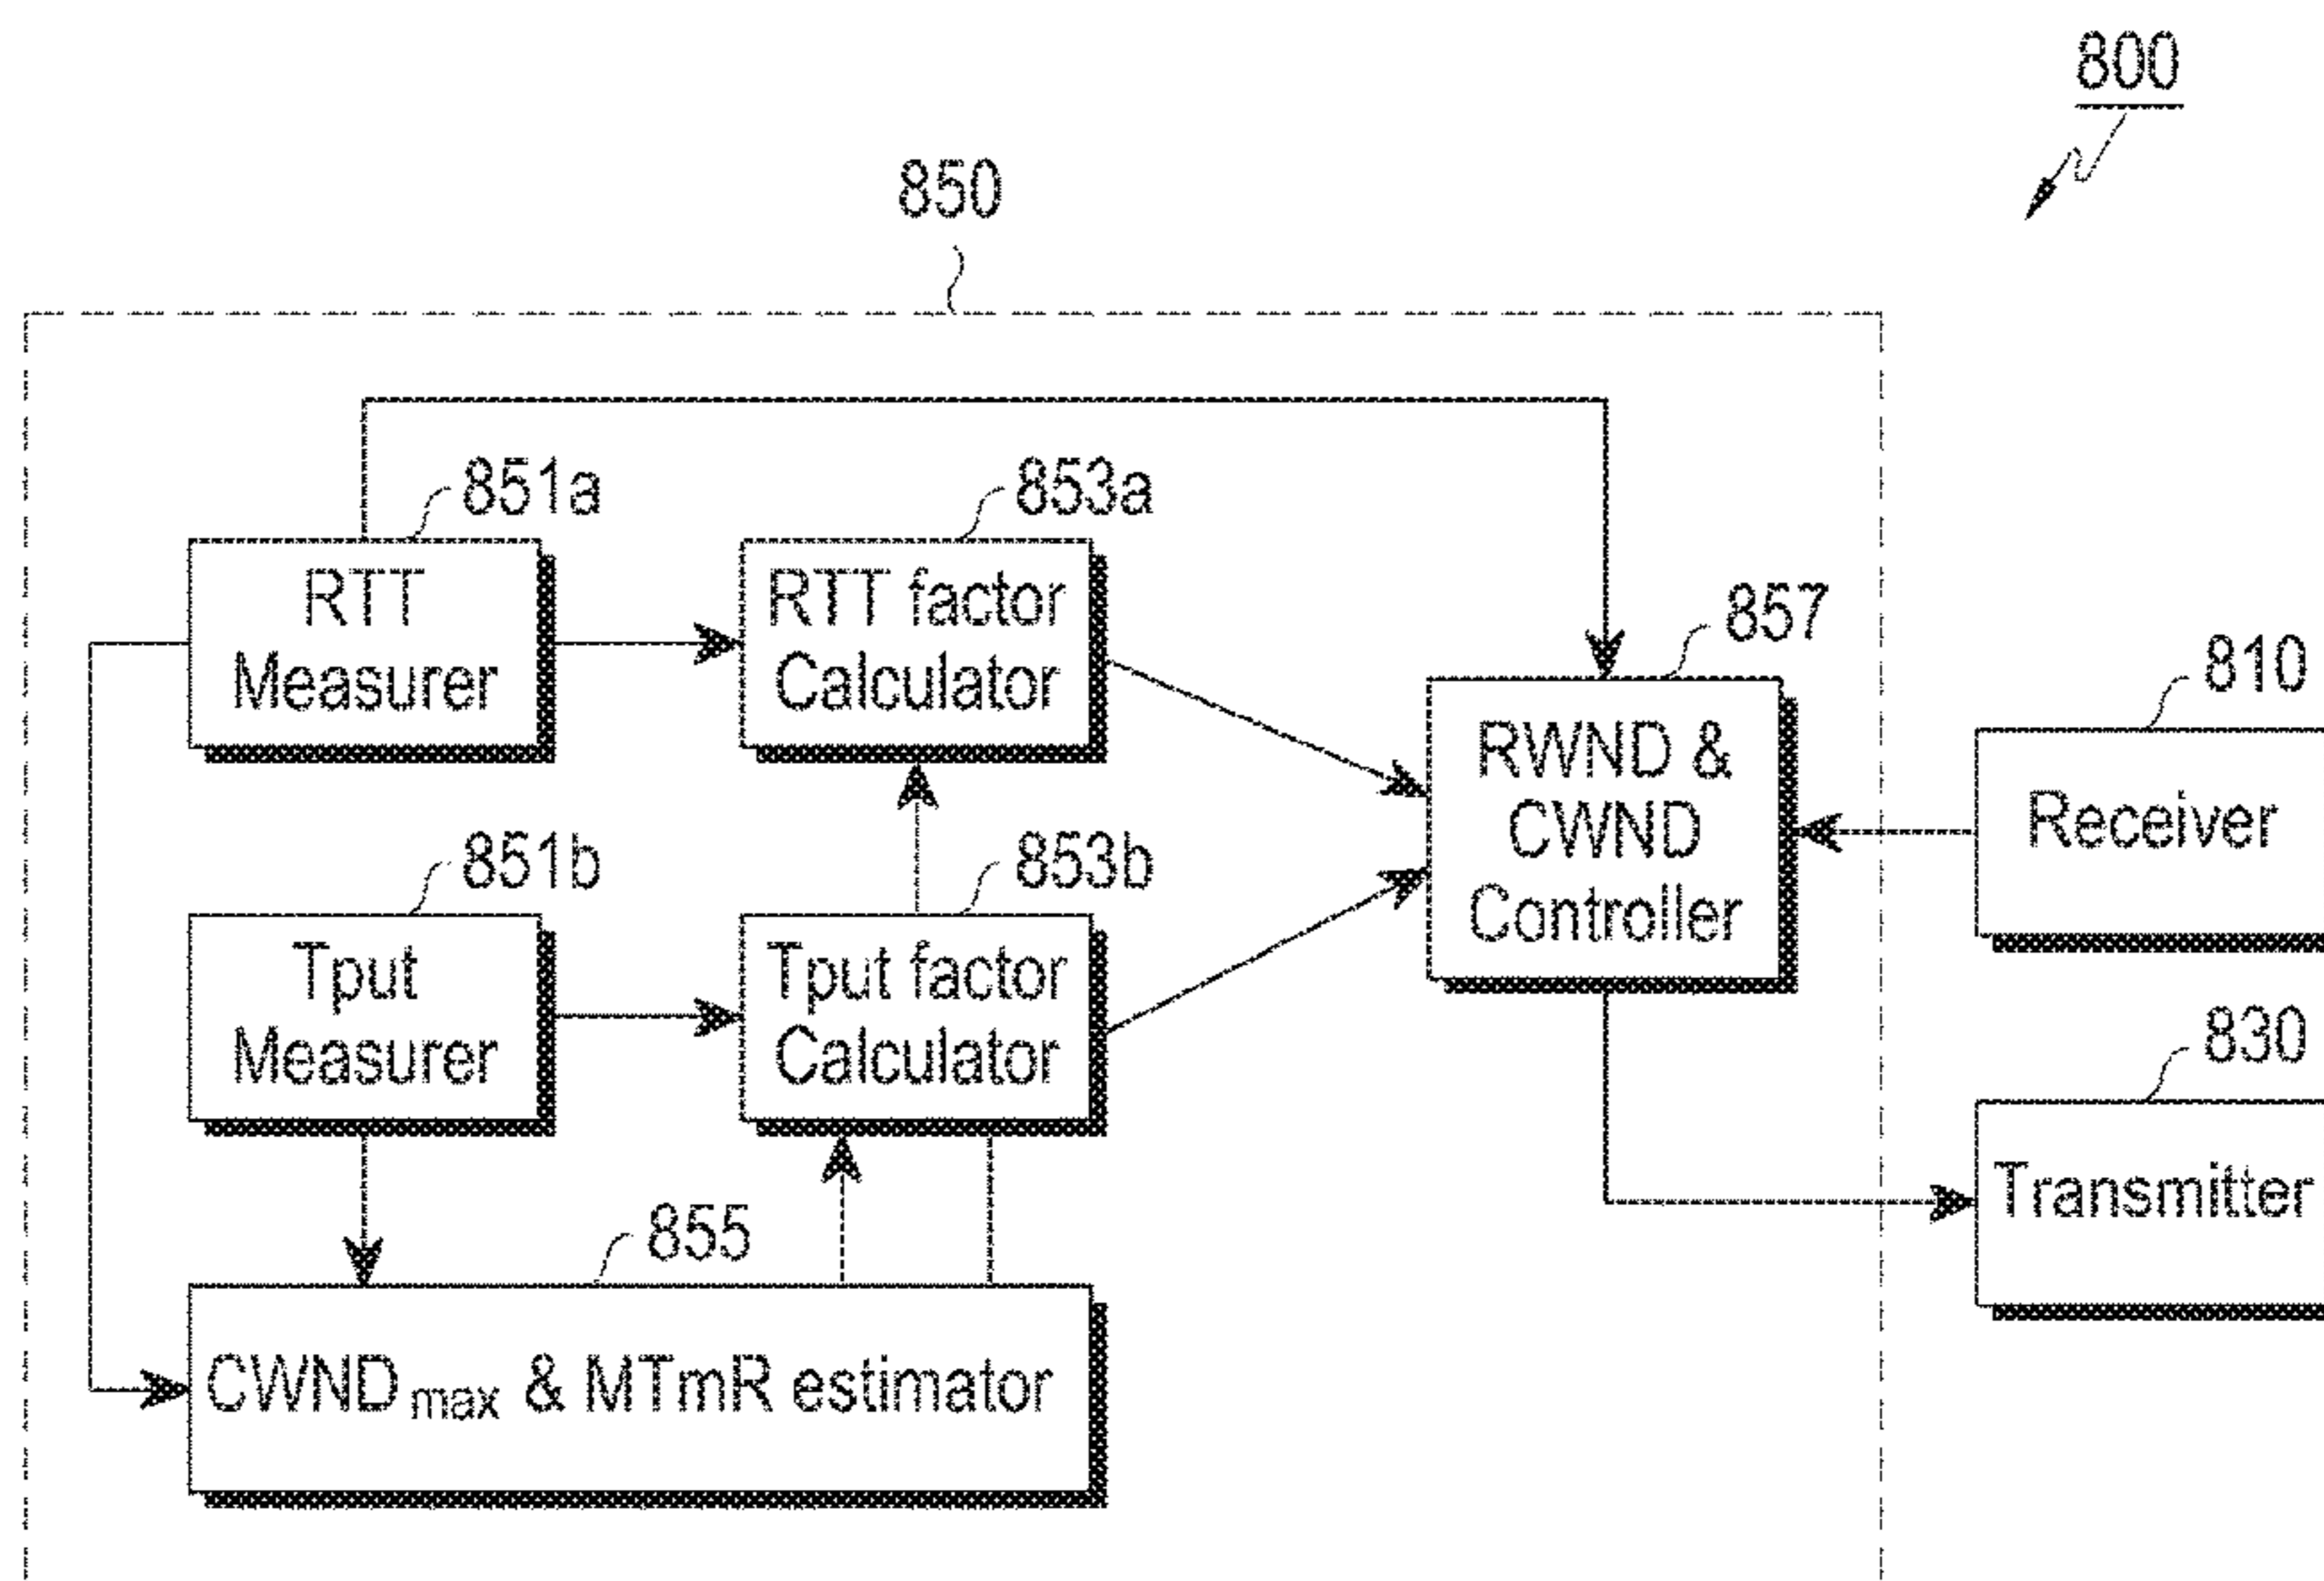 800
850
851a
RTT
Measurer
853a
RTT factor
Calculator
857
RWND &
CWND
Controller
810
Receiver
851b
Tput
Measurer
853b
Tput factor
Calculator
830
Transmitter
855
CWNDmax & MTmR estimator